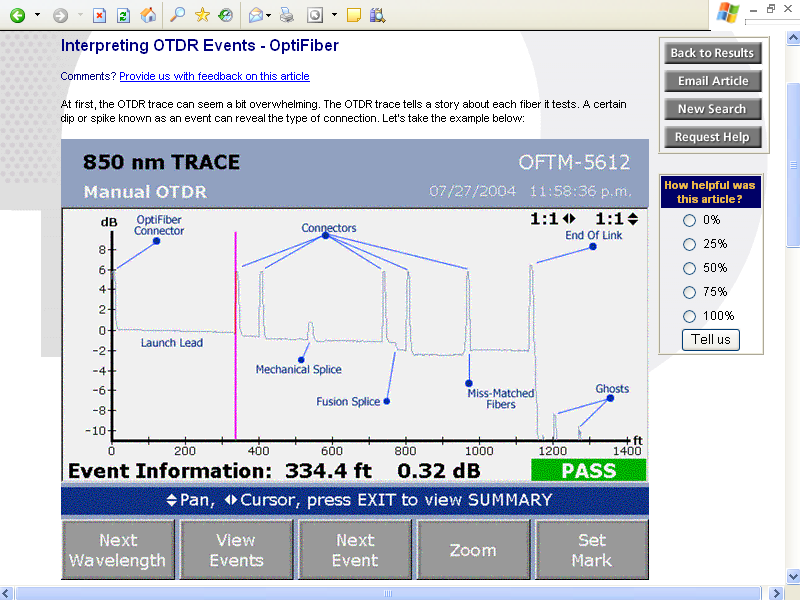 Interpreting OTDR Events - OptiFiber
Comments? Provide us with feedback on this article
At first, the OTDR trace can seem a bit overwhelming. The OTDR trace tells a story about each fiber it tests. A certain
dip or spike known as an event can reveal the type of connection. Let's take the example below:
Back to Results
Email Article
New Search
Request Help
How helpful was
this article?
0%
25%
50%
75%
100%
Tell us
850 nm TRACE
OFTM-5612
Manual OTDR
07/27/2004 11:58:36 p.m.
dB
OptiFiber
Connector
Connectors
1:1 1:1
End Of Link
8
6
4
2
0
-2
-4
-6
-8
-10
Launch Lead
Mechanical Splice
Fusion Splice
Miss-Matched
Fibers
Ghosts
0 200 400 600 800 1000 1200 1400 ft
Event Information: 334.4 ft 0.32 dB
PASS
Pan, Cursor, press EXIT to view SUMMARY
Next
Wavelength
View
Events
Next
Event
Zoom
Set
Mark